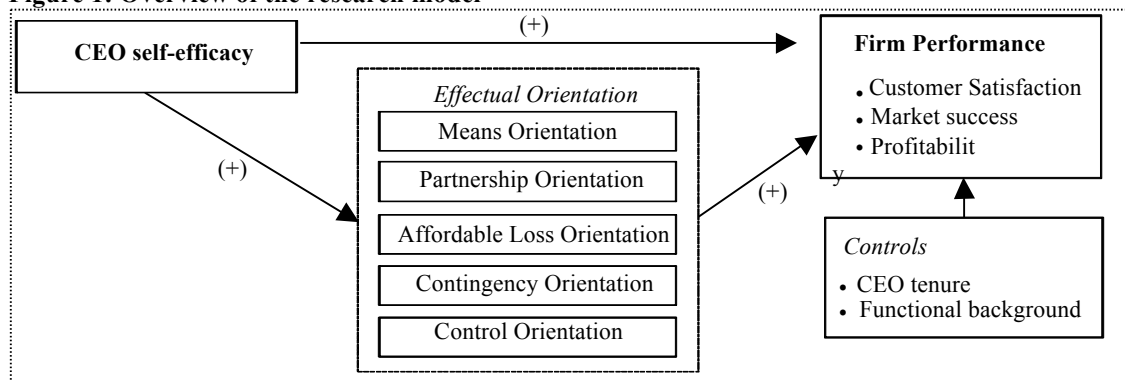 Figure 1: Overview of the research model
CEO self-efficacy
(+)
Firm Performance
• Customer Satisfaction
• Market success
• Profitabilit
y
Effectual Orientation
Means Orientation
Partnership Orientation
Affordable Loss Orientation
Contingency Orientation
Control Orientation
(+)
(+)
Controls
• CEO tenure
• Functional background